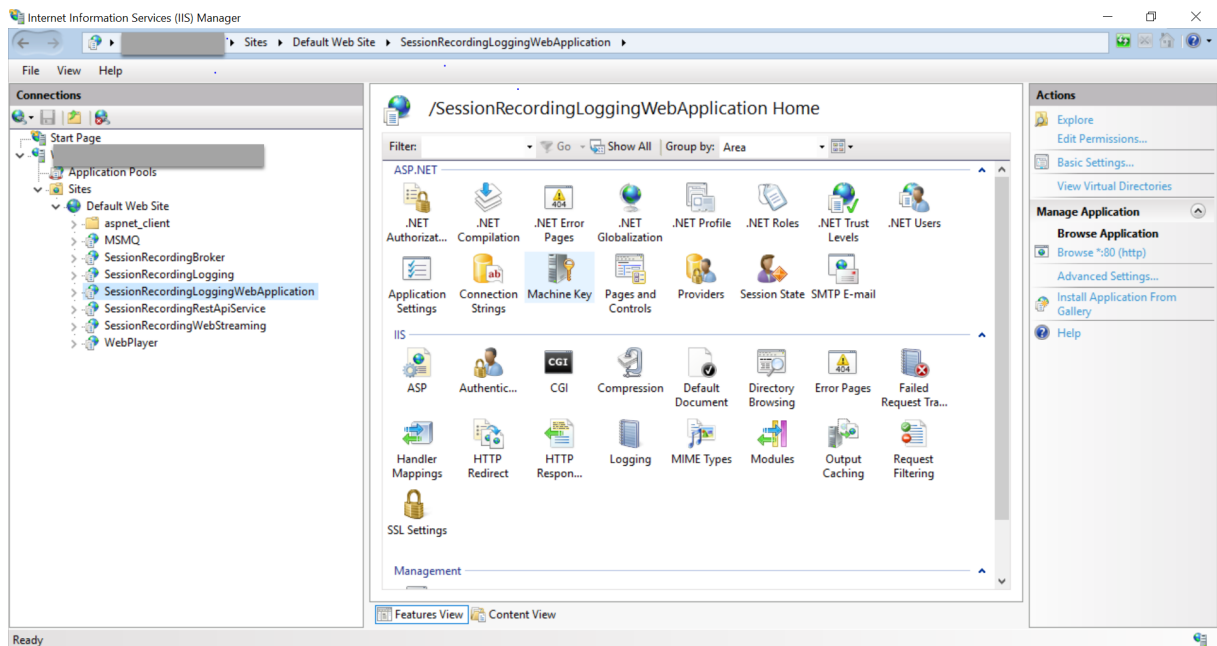 Internet Information Services (IIS) Manager
Sites Default Web Site SessionRecordingLoggingWebApplication
File View Help
Connections
Start Page
Application Pools
Sites
Default Web Site
aspnet_client
MSMQ
SessionRecordingBroker
SessionRecordingLogging
SessionRecordingLoggingWebApplication
SessionRecordingRestApiService
SessionRecordingWebStreaming
WebPlayer
/SessionRecordingLoggingWebApplication Home
Filter: Go Show All Group by: Area
ASP.NET
.NET Authorizat...
.NET Compilation
.NET Error Pages
.NET Globalization
.NET Profile
.NET Roles
.NET Trust Levels
.NET Users
Application Settings
Connection Strings
Machine Key
Pages and Controls
Providers
Session State
SMTP E-mail
IIS
ASP
Authentic...
CGI
Compression
Default Document
Directory Browsing
Error Pages
Failed Request Tra...
Handler Mappings
HTTP Redirect
HTTP Respon...
Logging
MIME Types
Modules
Output Caching
Request Filtering
SSL Settings
Management
Features View Content View
Actions
Explore
Edit Permissions...
Basic Settings...
View Virtual Directories
Manage Application
Browse Application
Browse *:80 (http)
Advanced Settings...
Install Application From
Gallery
Help
Ready